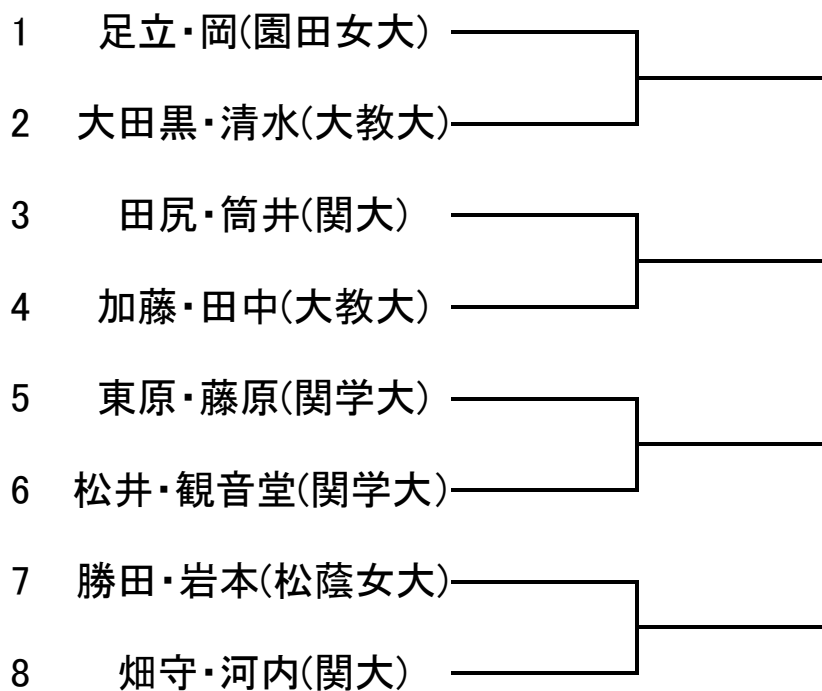 1 足立・岡(園田女大)
2 大田黒・清水(大教大)
3 田尻・筒井(関大)
4 加藤・田中(大教大)
5 東原・藤原(関学大)
6 松井・観音堂(関学大)
7 勝田・岩本(松蔭女大)
8 畑守・河内(関大)